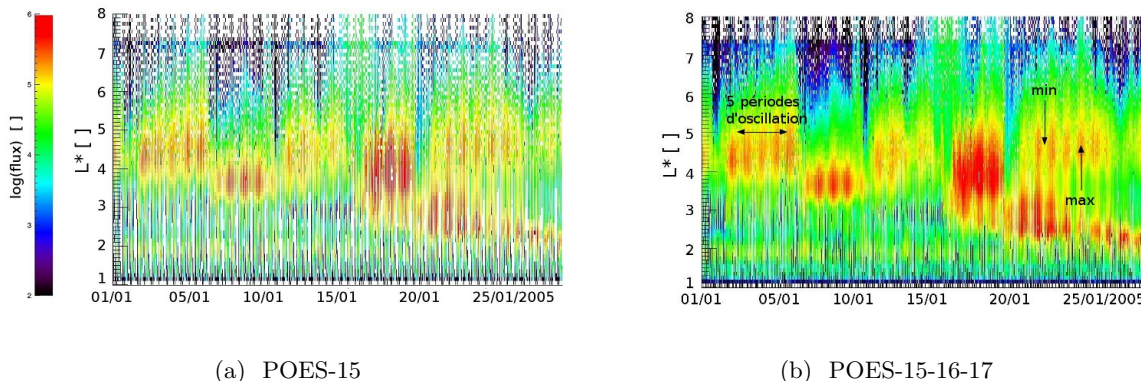 6
5
4
3
2
log(flux) [ ]
8
7
6
5
4
3
2
1
L* [ ]
01/01 05/01 10/01 15/01 20/01 25/01/2005
(a) POES-15
8
7
6
5
4
3
2
1
L* [ ]
5 périodes
d'oscillation
min
max
01/01 05/01 10/01 15/01 20/01 25/01/2005
(b) POES-15-16-17